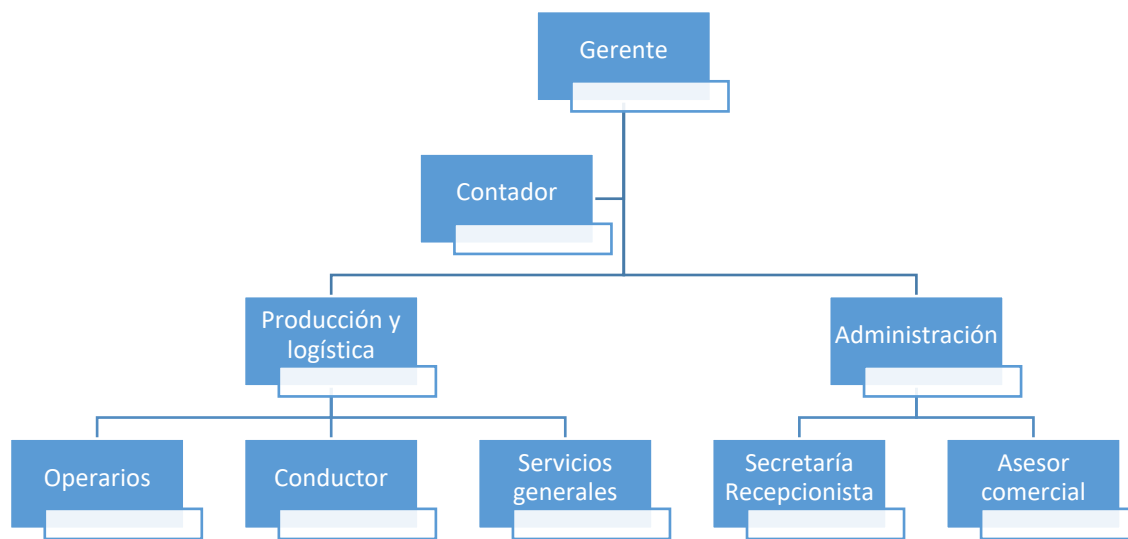 Gerente
Contador
Producción y
logística
Administración
Operarios
Conductor
Servicios
generales
Secretaría
Recepcionista
Asesor
comercial